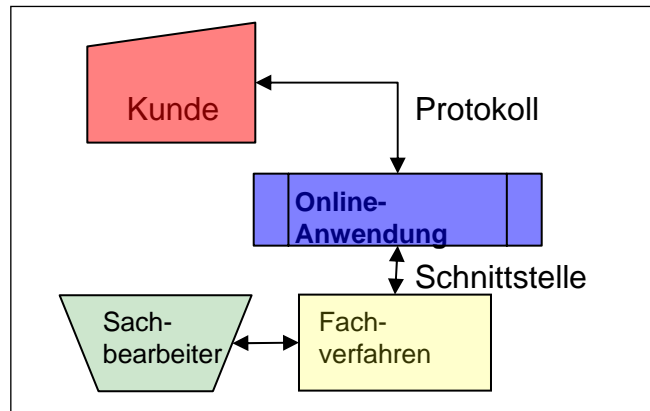 Kunde
Protokoll
Online-
Anwendung
Schnittstelle
Sach-
bearbeiter
Fach-
verfahren